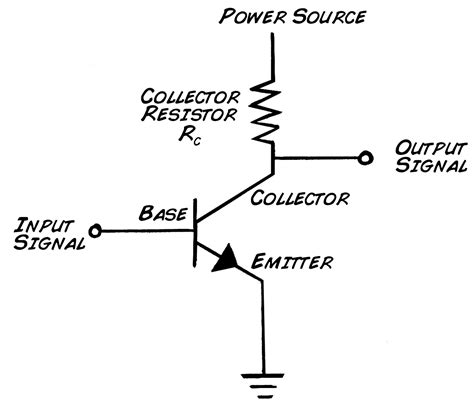 POWER SOURCE
COLLECTOR
RESISTOR
Rc
OUTPUT
SIGNAL
COLLECTOR
BASE
INPUT
SIGNAL
EMITTER